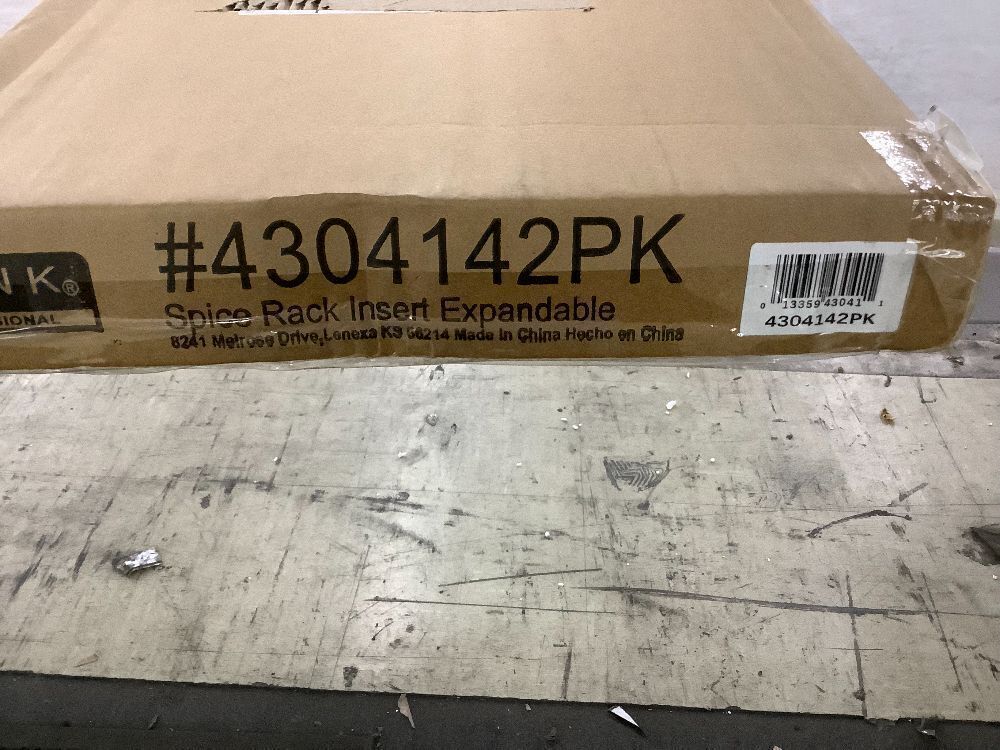 #4304142PK
NK®
SIONAL
Spice Rack Insert Expandable
8241 Melrose Drive,Lenexa KS 66214 Made in China Hecho en China
0 13359 43041 1
4304142PK